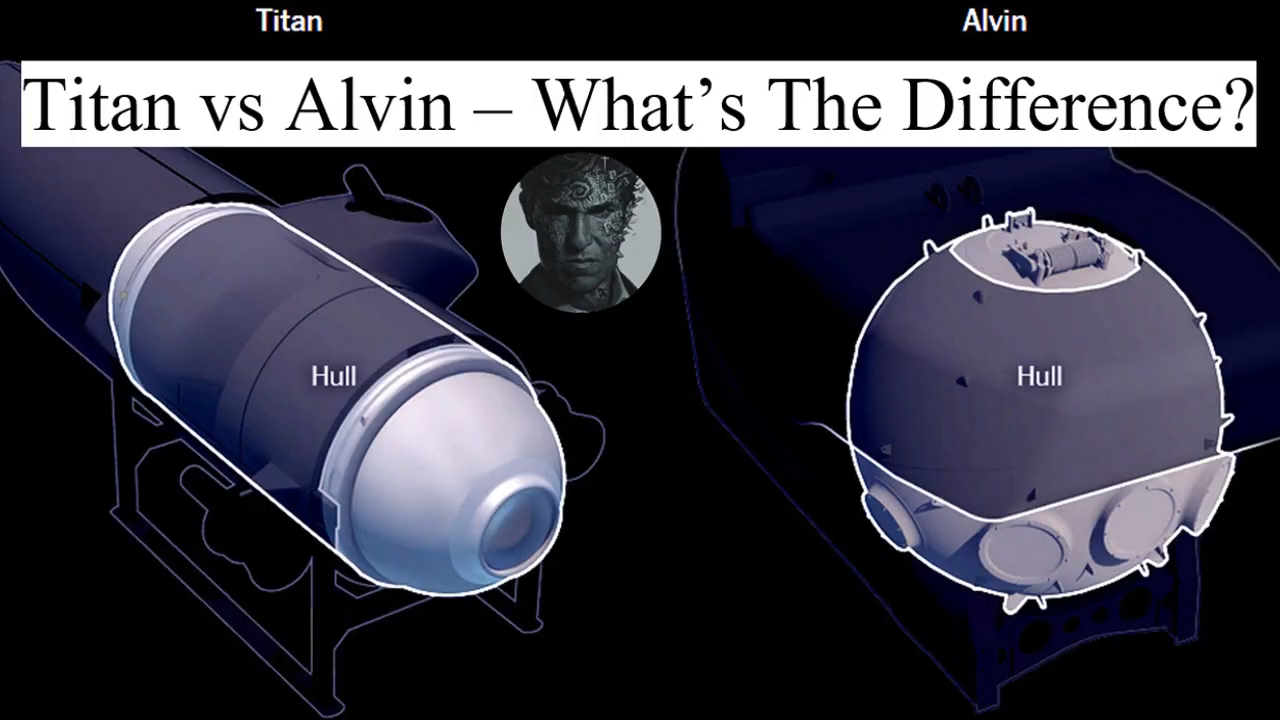 Titan
Alvin
Titan vs Alvin – What’s The Difference?
Hull
Hull